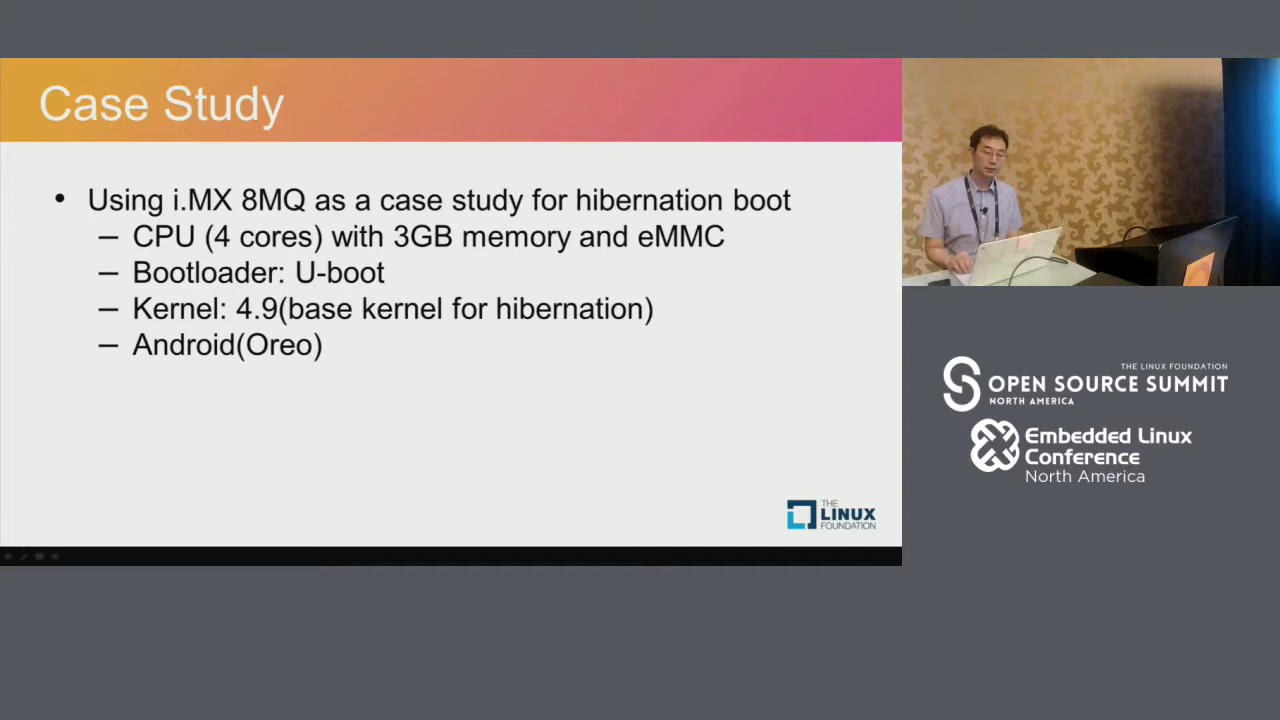 Case Study
• Using i.MX 8MQ as a case study for hibernation boot
– CPU (4 cores) with 3GB memory and eMMC
– Bootloader: U-boot
– Kernel: 4.9(base kernel for hibernation)
– Android(Oreo)
THE
LINUX
FOUNDATION
THE LINUX FOUNDATION
OPEN SOURCE SUMMIT
NORTH AMERICA
Embedded Linux
Conference
North America